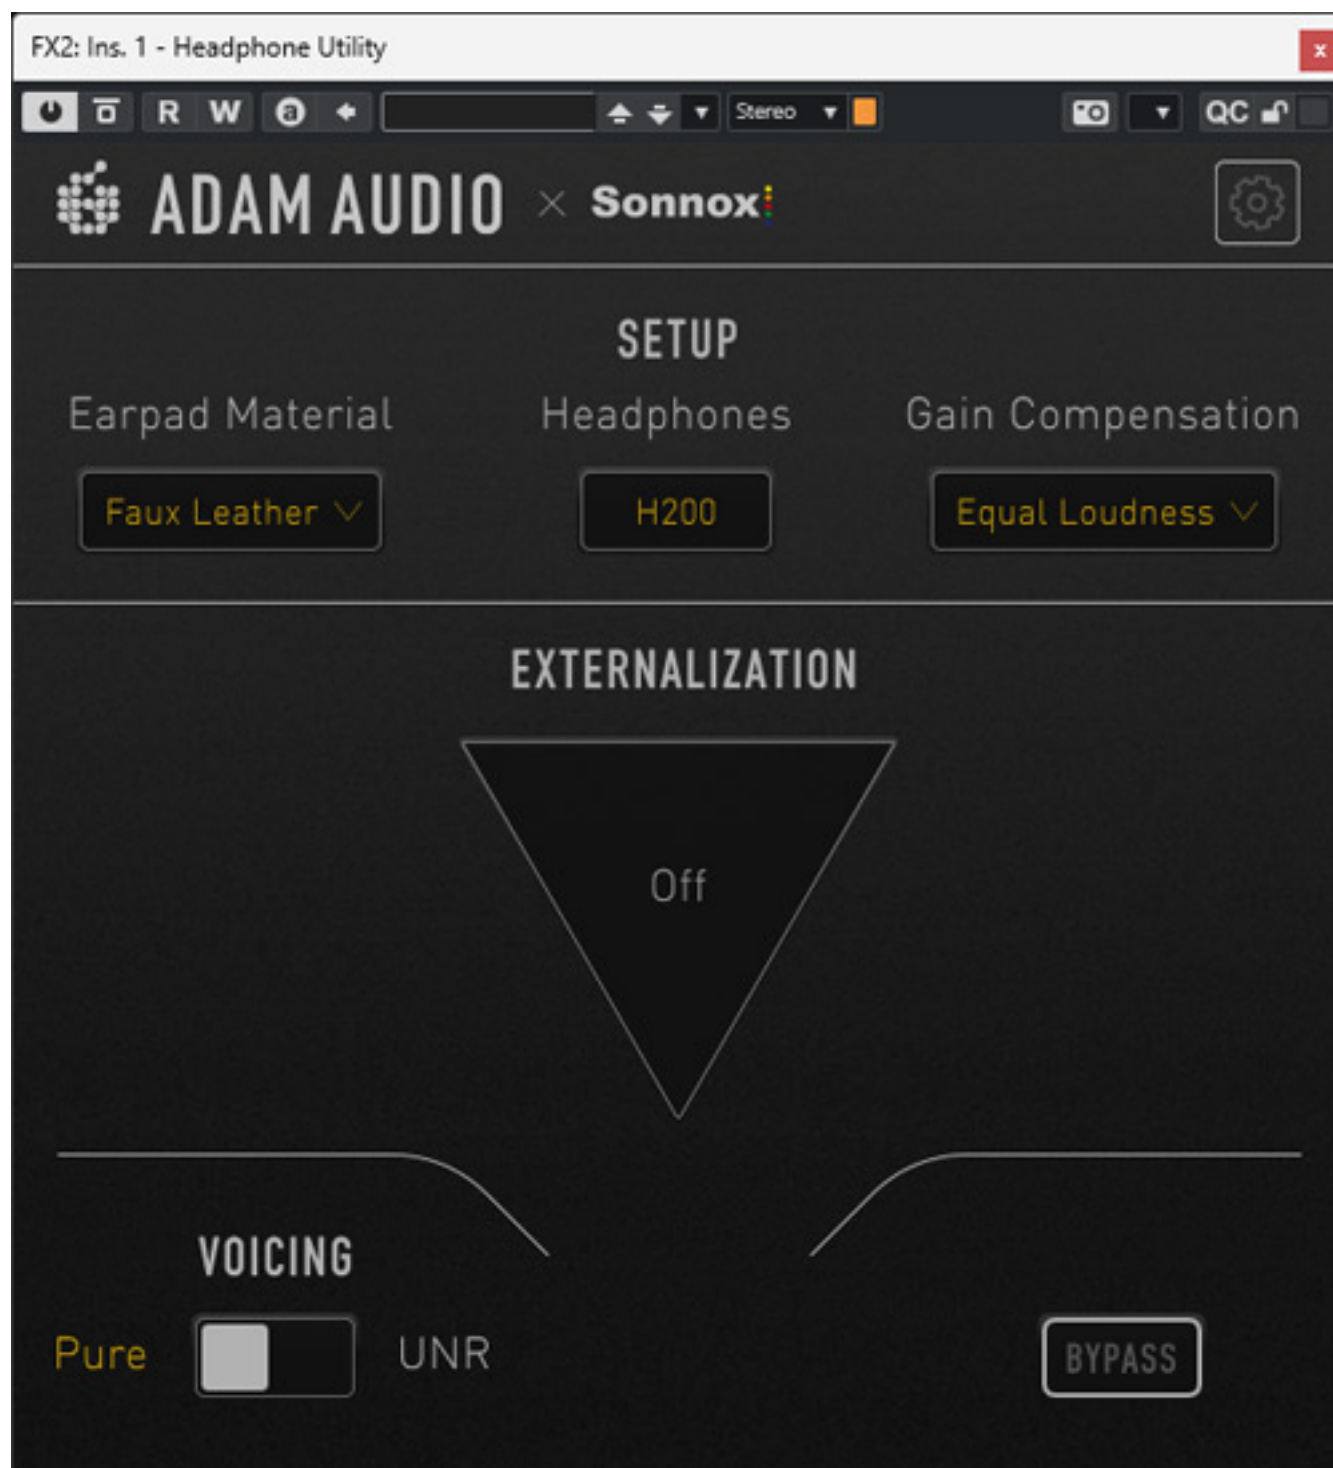 FX2: Ins. 1 - Headphone Utility x
R W a Stereo QC
ADAM AUDIO × Sonnox
SETUP
Earpad Material Headphones Gain Compensation
Faux Leather H200 Equal Loudness
EXTERNALIZATION
Off
VOICING
Pure UNR BYPASS